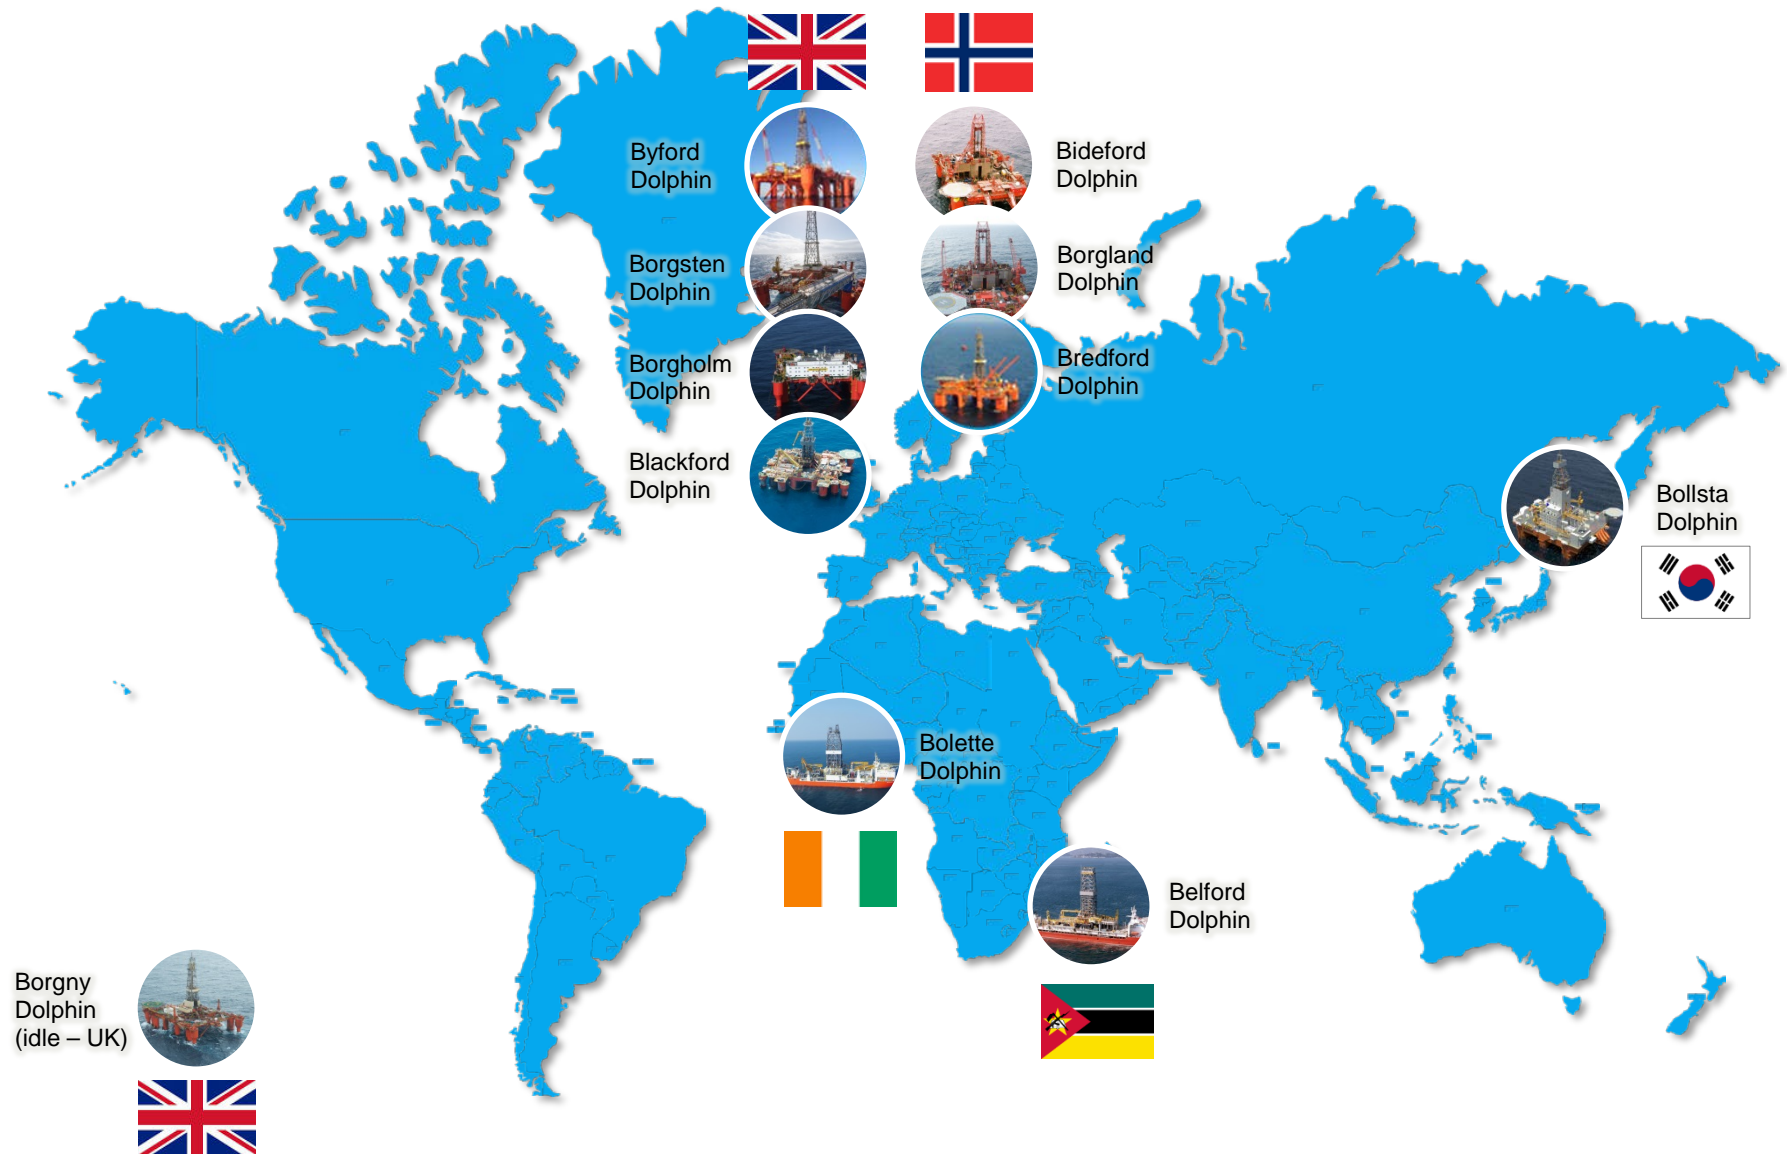 Byford
Dolphin
Bideford
Dolphin
Borgsten
Dolphin
Borgland
Dolphin
Borgholm
Dolphin
Bredford
Dolphin
Blackford
Dolphin
Bollsta
Dolphin
Bolette
Dolphin
Belford
Dolphin
Borgny
Dolphin
(idle – UK)